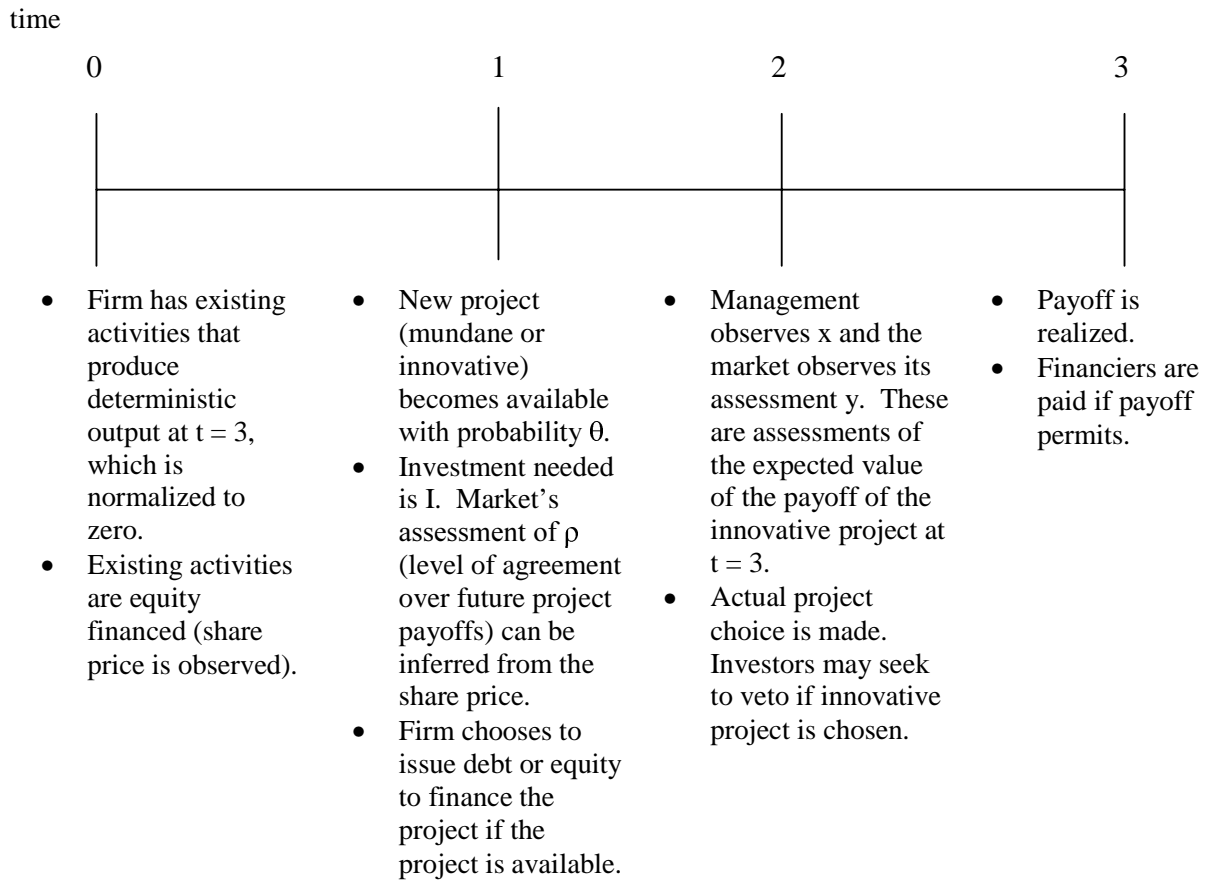 time
0
1
2
3
• Firm has existing
activities that
produce
deterministic
output at t = 3,
which is
normalized to
zero.
• Existing activities
are equity
financed (share
price is observed).
• New project
(mundane or
innovative)
becomes available
with probability θ.
• Investment needed
is I. Market's
assessment of ρ
(level of agreement
over future project
payoffs) can be
inferred from the
share price.
• Firm chooses to
issue debt or equity
to finance the
project if the
project is available.
• Management
observes x and the
market observes its
assessment y. These
are assessments of
the expected value
of the payoff of the
innovative project at
t = 3.
• Actual project
choice is made.
Investors may seek
to veto if innovative
project is chosen.
• Payoff is
realized.
• Financiers are
paid if payoff
permits.